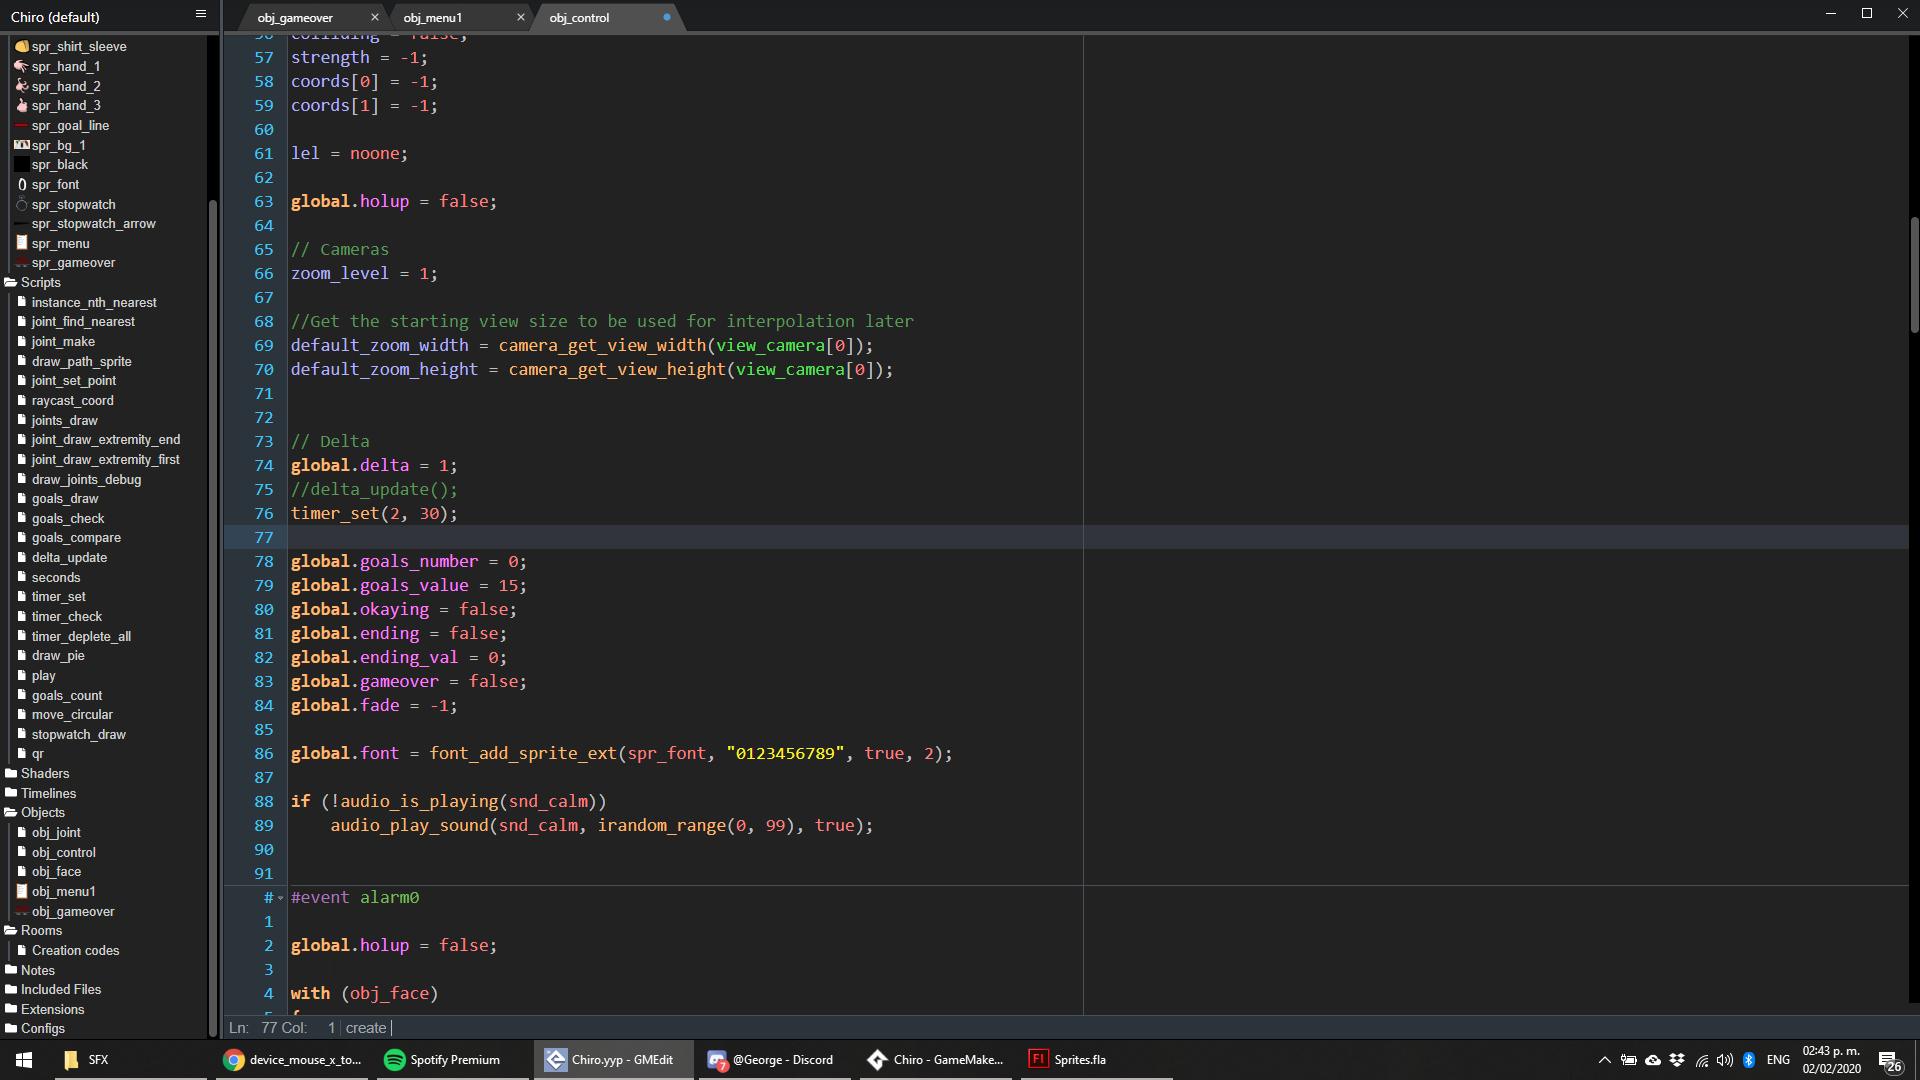 Chiro (default)
obj_gameover
obj_menu1
obj_control
spr_shirt_sleeve
spr_hand_1
spr_hand_2
spr_hand_3
spr_goal_line
spr_bg_1
spr_black
spr_font
spr_stopwatch
spr_stopwatch_arrow
spr_menu
spr_gameover
Scripts
instance_nth_nearest
joint_find_nearest
joint_make
draw_path_sprite
joint_set_point
raycast_coord
joints_draw
joint_draw_extremity_end
joint_draw_extremity_first
draw_joints_debug
goals_draw
goals_check
goals_compare
delta_update
seconds
timer_set
timer_check
timer_deplete_all
draw_pie
play
goals_count
move_circular
stopwatch_draw
qr
Shaders
Timelines
Objects
obj_joint
obj_control
obj_face
obj_menu1
obj_gameover
Rooms
Creation codes
Notes
Included Files
Extensions
Configs
56 colliding = false;
57 strength = -1;
58 coords[0] = -1;
59 coords[1] = -1;
60
61 lel = noone;
62
63 global.holup = false;
64
65 // Cameras
66 zoom_level = 1;
67
68 //Get the starting view size to be used for interpolation later
69 default_zoom_width = camera_get_view_width(view_camera[0]);
70 default_zoom_height = camera_get_view_height(view_camera[0]);
71
72
73 // Delta
74 global.delta = 1;
75 //delta_update();
76 timer_set(2, 30);
77
78 global.goals_number = 0;
79 global.goals_value = 15;
80 global.okaying = false;
81 global.ending = false;
82 global.ending_val = 0;
83 global.gameover = false;
84 global.fade = -1;
85
86 global.font = font_add_sprite_ext(spr_font, "0123456789", true, 2);
87
88 if (!audio_is_playing(snd_calm))
89 audio_play_sound(snd_calm, irandom_range(0, 99), true);
90
91
# #event alarm0
1
2 global.holup = false;
3
4 with (obj_face)
5 {
Ln: 77 Col: 1 create
SFX
device_mouse_x_to...
Spotify Premium
Chiro.yyp - GMEdit
7
@George - Discord
Chiro - GameMake...
Fl
Sprites.fla
ENG
02:43 p. m.
02/02/2020
26